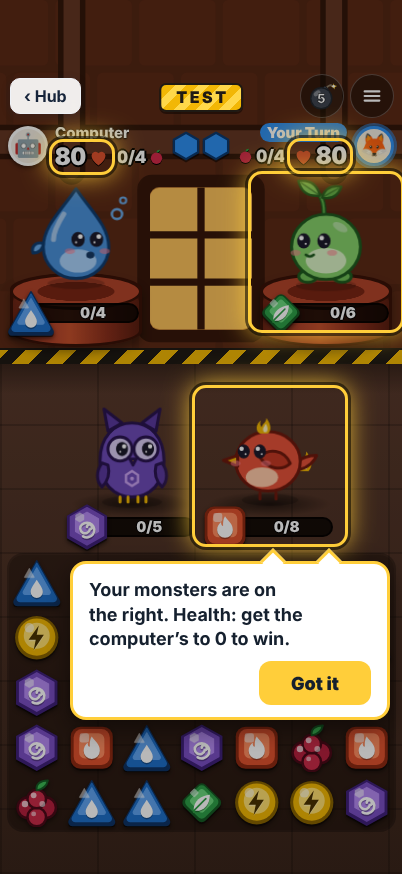 ‹ Hub
TEST
5
Computer
Your Turn
80
0/4
0/4
80
0/4
0/6
0/5
0/8
Your monsters are on
the right. Health: get the
computer’s to 0 to win.
Got it